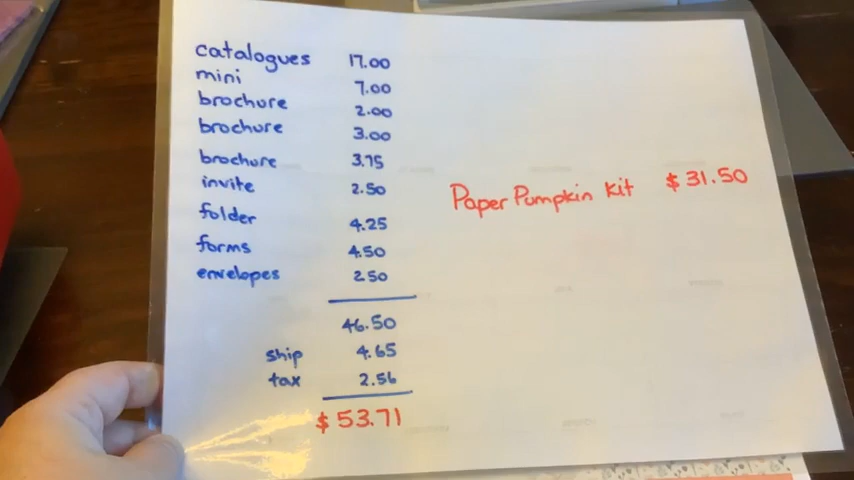 catalogues 17.00
mini 7.00
brochure 2.00
brochure 3.00
brochure 3.75
invite 2.50
folder 4.25
forms 4.50
envelopes 2.50
46.50
ship 4.65
tax 2.56
$53.71
Paper Pumpkin Kit $31.50